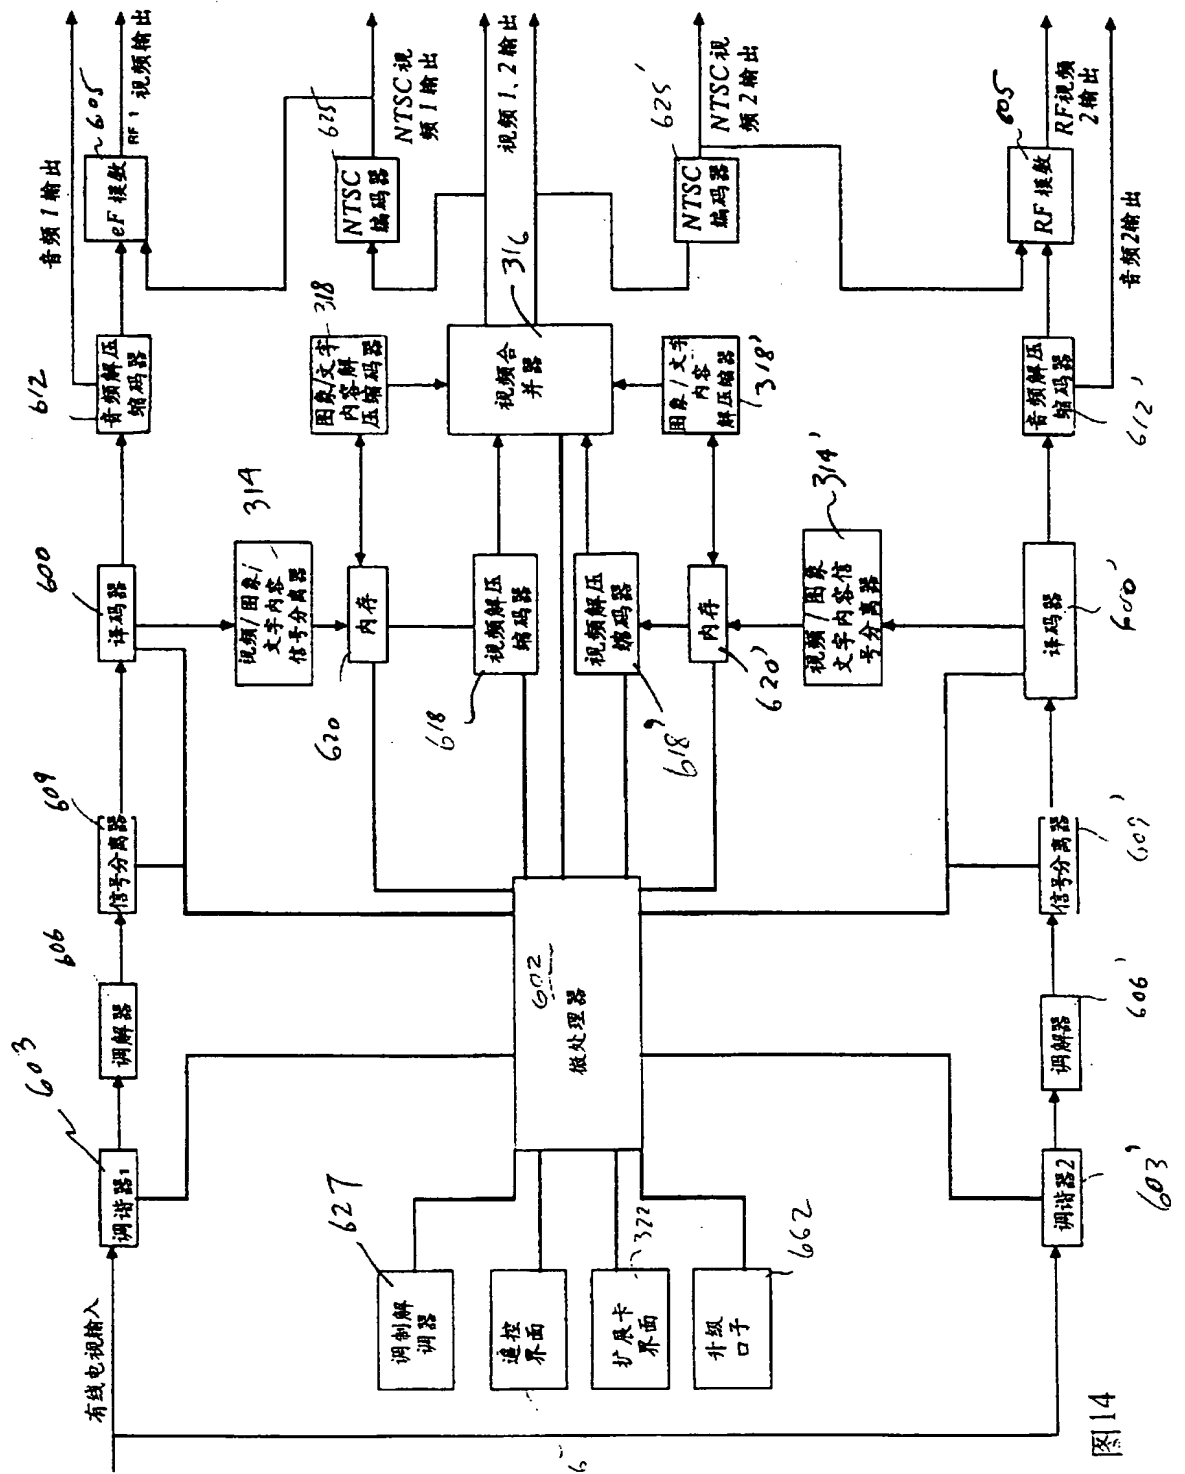 有线电视输入
调谐器1
603
调解器
606
信号分离器
609
译码器
600
音频解压
缩码器
612
音频1输出
eF模数
605
RF1视频输出
视频/图象/
文字内容
信号分离器
314
内存
620
图象/文字
内容解
压缩码器
318
NTSC
编码器
625
NTSC视
频1输出
视频解压
缩码器
618
视频合
并器
316
视频1、2输出
调制解
调器
627
遥控
界面
扩展卡
界面
322
升级
口子
662
602
微处理器
视频解压
缩码器
618'
内存
620'
图象/文字
内容
解压缩器
318'
NTSC
编码器
625'
NTSC视
频2输出
视频/图象
文字内容信
号分离器
314'
调谐器2
603'
调解器
606'
信号分离器
609'
译码器
600'
音频解压
缩码器
612'
RF模数
605
RF视频
2输出
音频2输出
图14